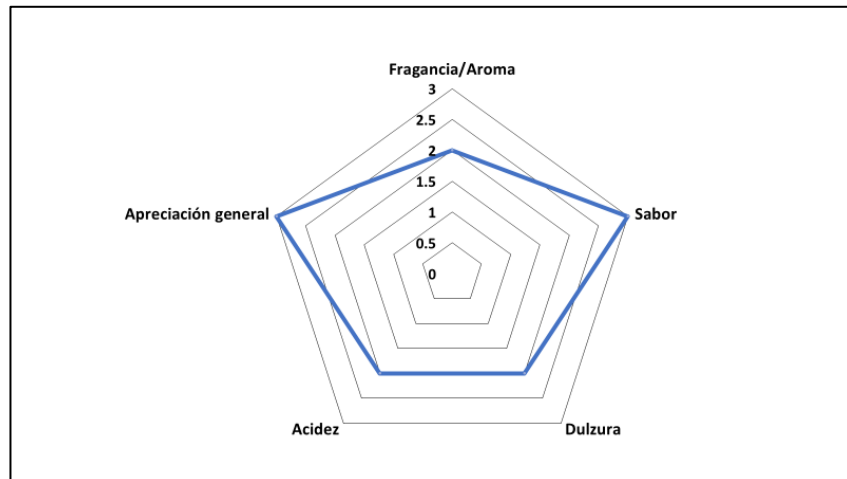 Fragancia/Aroma
3
2.5
2
1.5
1
0.5
0
Apreciación general
Sabor
Acidez
Dulzura